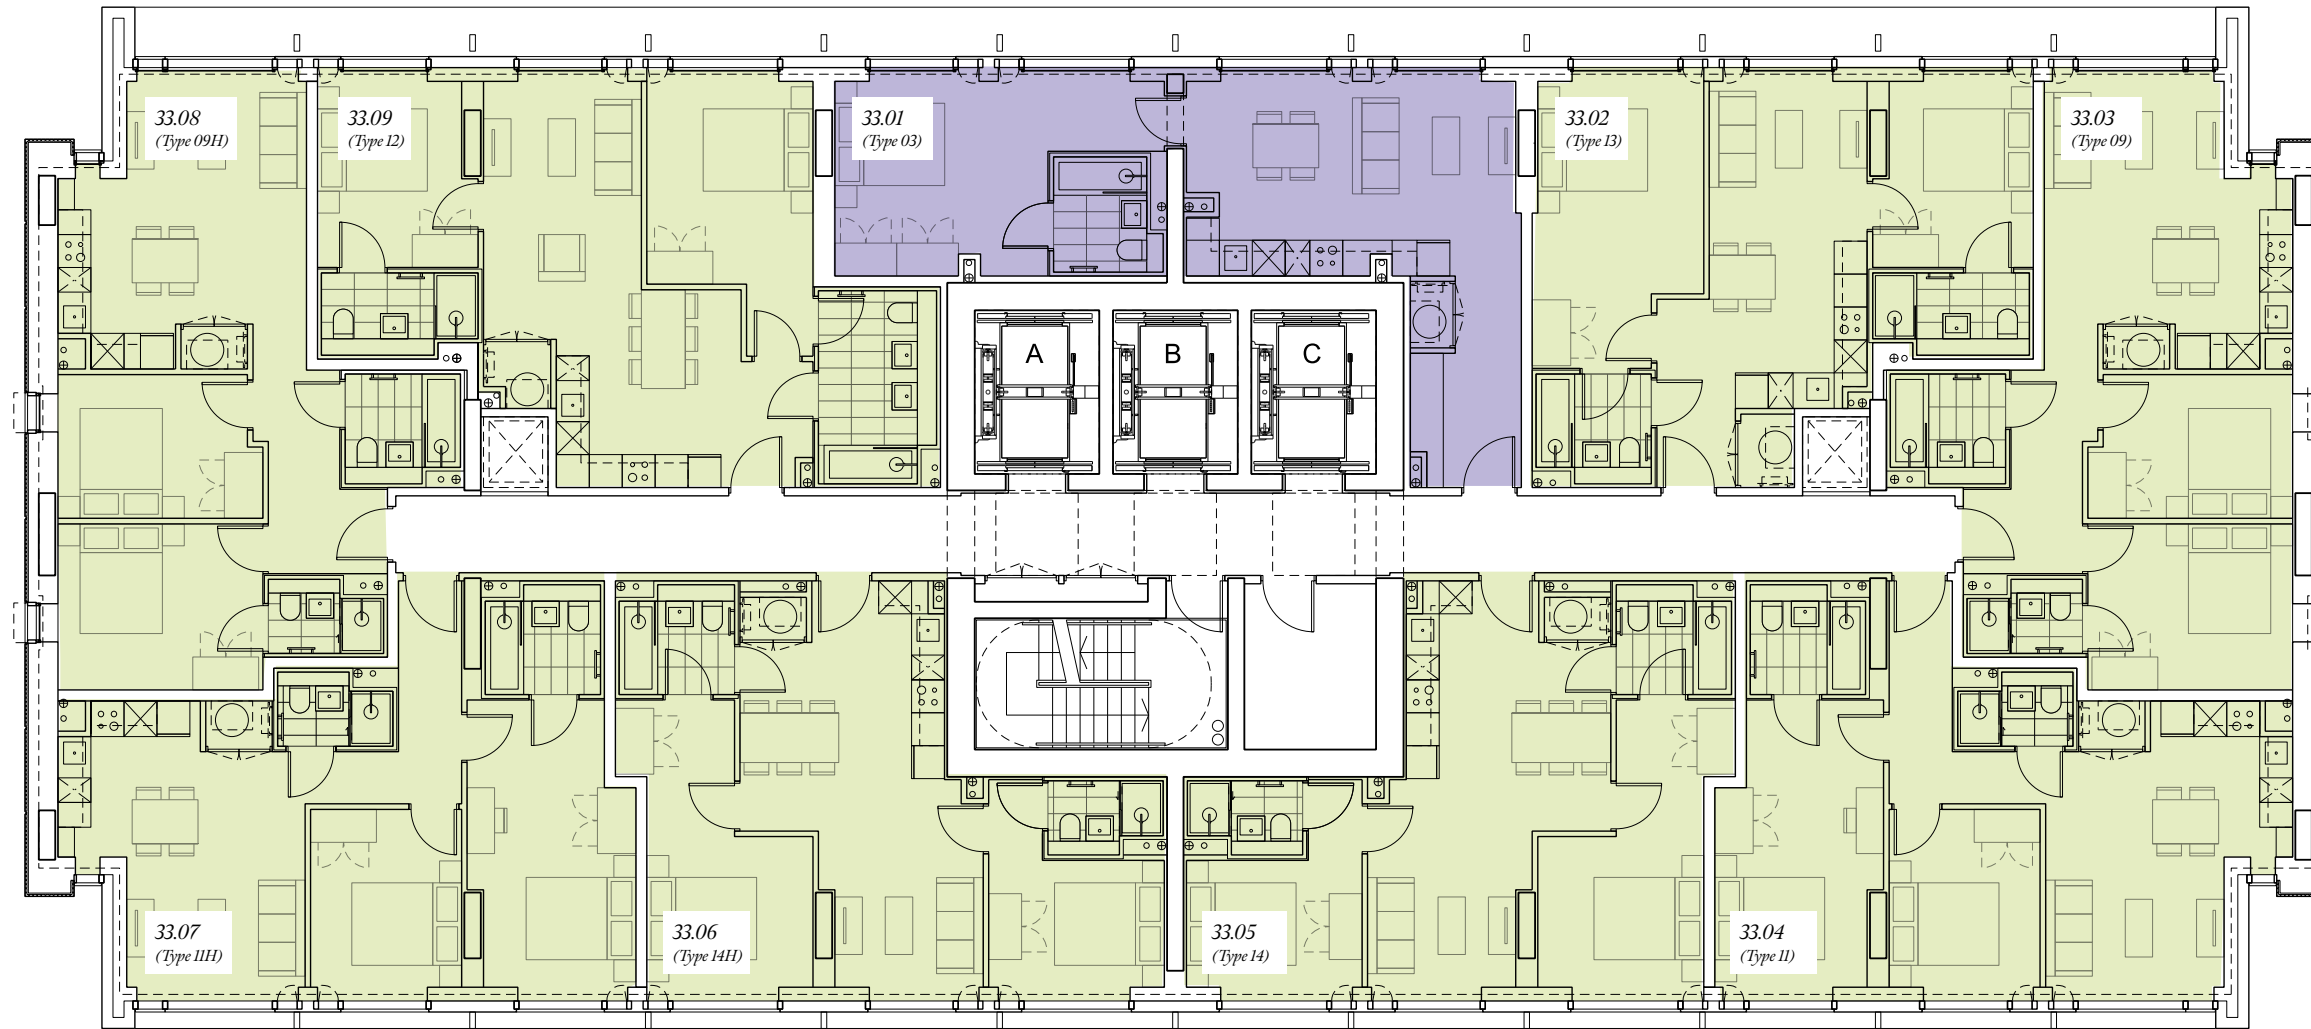 33.08
(Type 09H)
33.09
(Type 12)
33.01
(Type 03)
33.02
(Type 13)
33.03
(Type 09)
A
B
C
33.07
(Type 11H)
33.06
(Type 14H)
33.05
(Type 14)
33.04
(Type 11)